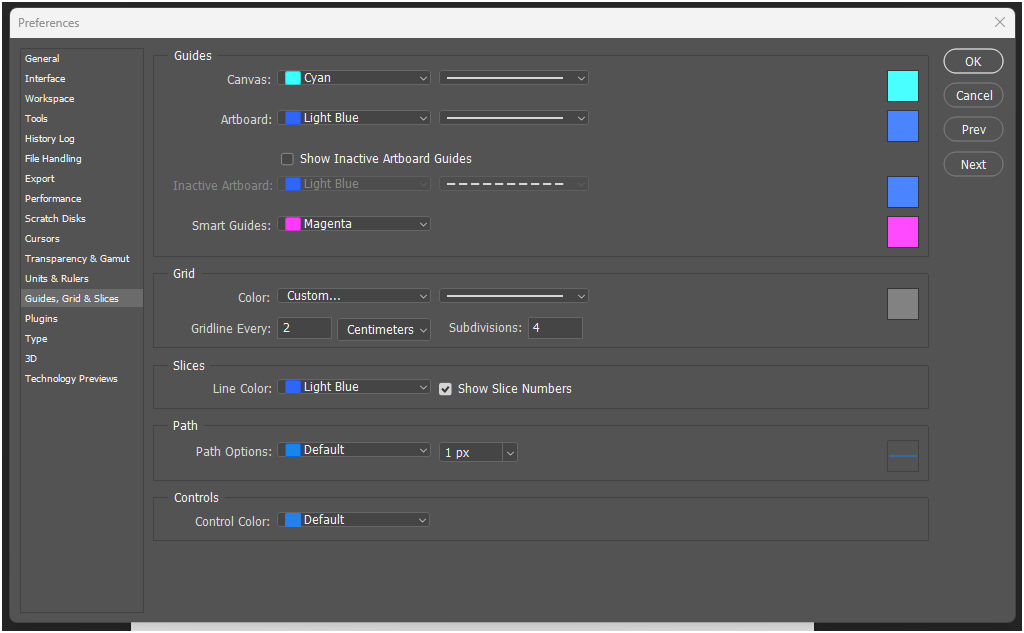 Preferences
General
Interface
Workspace
Tools
History Log
File Handling
Export
Performance
Scratch Disks
Cursors
Transparency & Gamut
Units & Rulers
Guides, Grid & Slices
Plugins
Type
3D
Technology Previews
Guides
Canvas: Cyan
Artboard: Light Blue
Show Inactive Artboard Guides
Inactive Artboard: Light Blue
Smart Guides: Magenta
Grid
Color: Custom...
Gridline Every: 2 Centimeters Subdivisions: 4
Slices
Line Color: Light Blue Show Slice Numbers
Path
Path Options: Default 1 px
Controls
Control Color: Default
OK
Cancel
Prev
Next